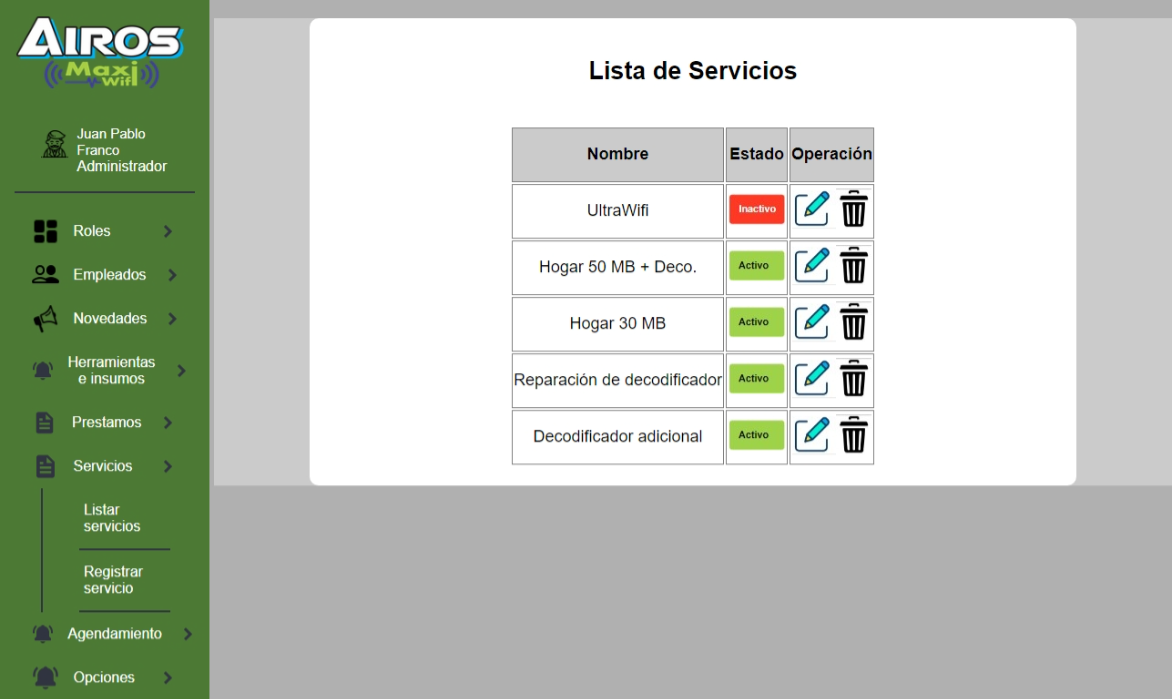 AIROS
Maxi
Wifi
Juan Pablo
Franco
Administrador
Roles
Empleados
Novedades
Herramientas
e insumos
Prestamos
Servicios
Listar
servicios
Registrar
servicio
Agendamiento
Opciones
Lista de Servicios
Nombre Estado Operación
UltraWifi Inactivo
Hogar 50 MB + Deco. Activo
Hogar 30 MB Activo
Reparación de decodificador Activo
Decodificador adicional Activo